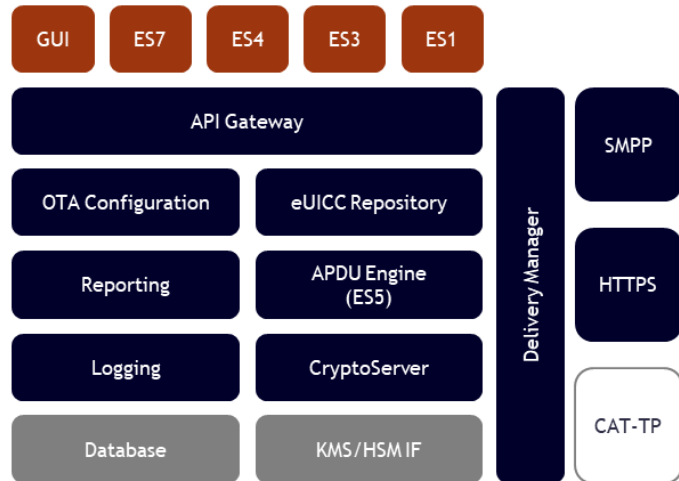 GUI
ES7
ES4
ES3
ES1
API Gateway
OTA Configuration
eUICC Repository
Reporting
APDU Engine
(ES5)
Logging
CryptoServer
Database
KMS/HSM IF
Delivery Manager
SMPP
HTTPS
CAT-TP